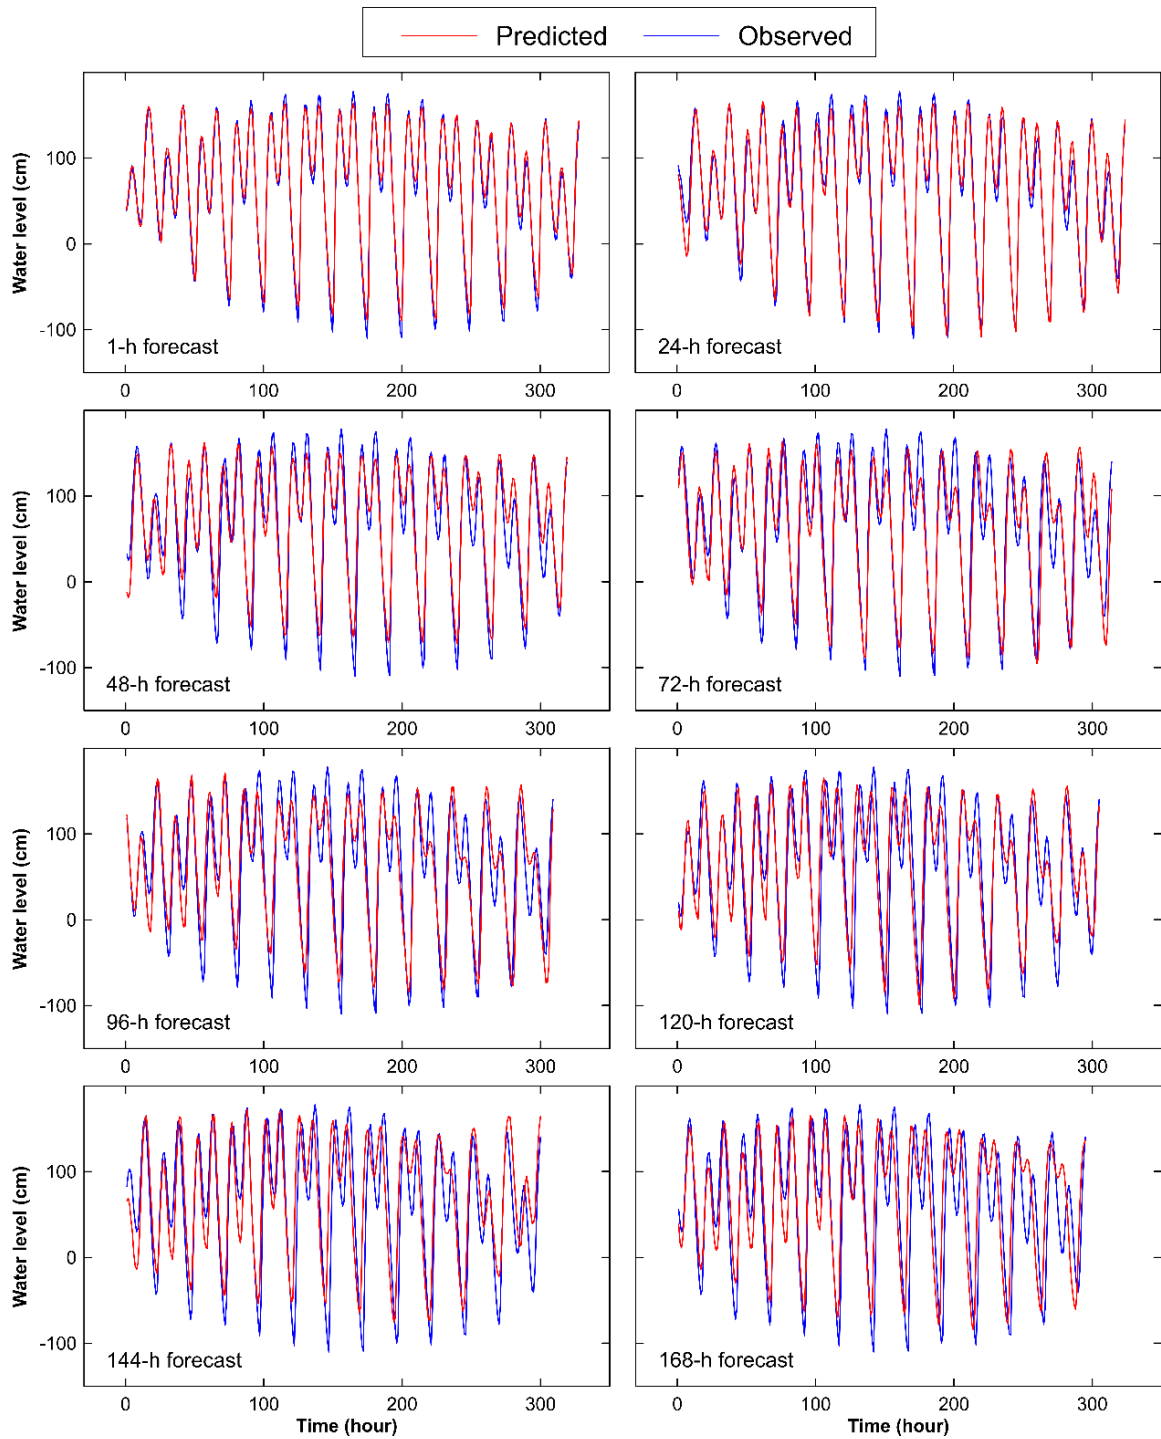 Predicted Observed
Water level (cm)
100
0
-100
1-h forecast
0 100 200 300
24-h forecast
0 100 200 300
Water level (cm)
100
0
-100
48-h forecast
0 100 200 300
72-h forecast
0 100 200 300
Water level (cm)
100
0
-100
96-h forecast
0 100 200 300
120-h forecast
0 100 200 300
Water level (cm)
100
0
-100
144-h forecast
0 100 200 300
Time (hour)
168-h forecast
0 100 200 300
Time (hour)